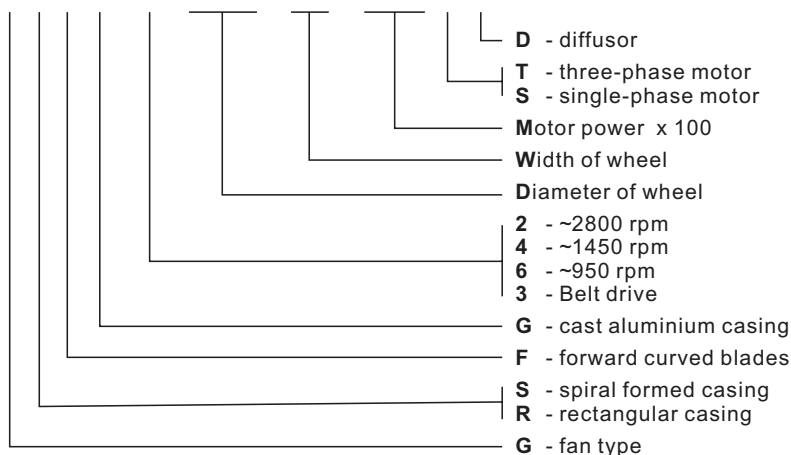 D - diffusor
T - three-phase motor
S - single-phase motor
Motor power x 100
Width of wheel
Diameter of wheel
2 - ~2800 rpm
4 - ~1450 rpm
6 - ~950 rpm
3 - Belt drive
G - cast aluminium casing
F - forward curved blades
S - spiral formed casing
R - rectangular casing
G - fan type